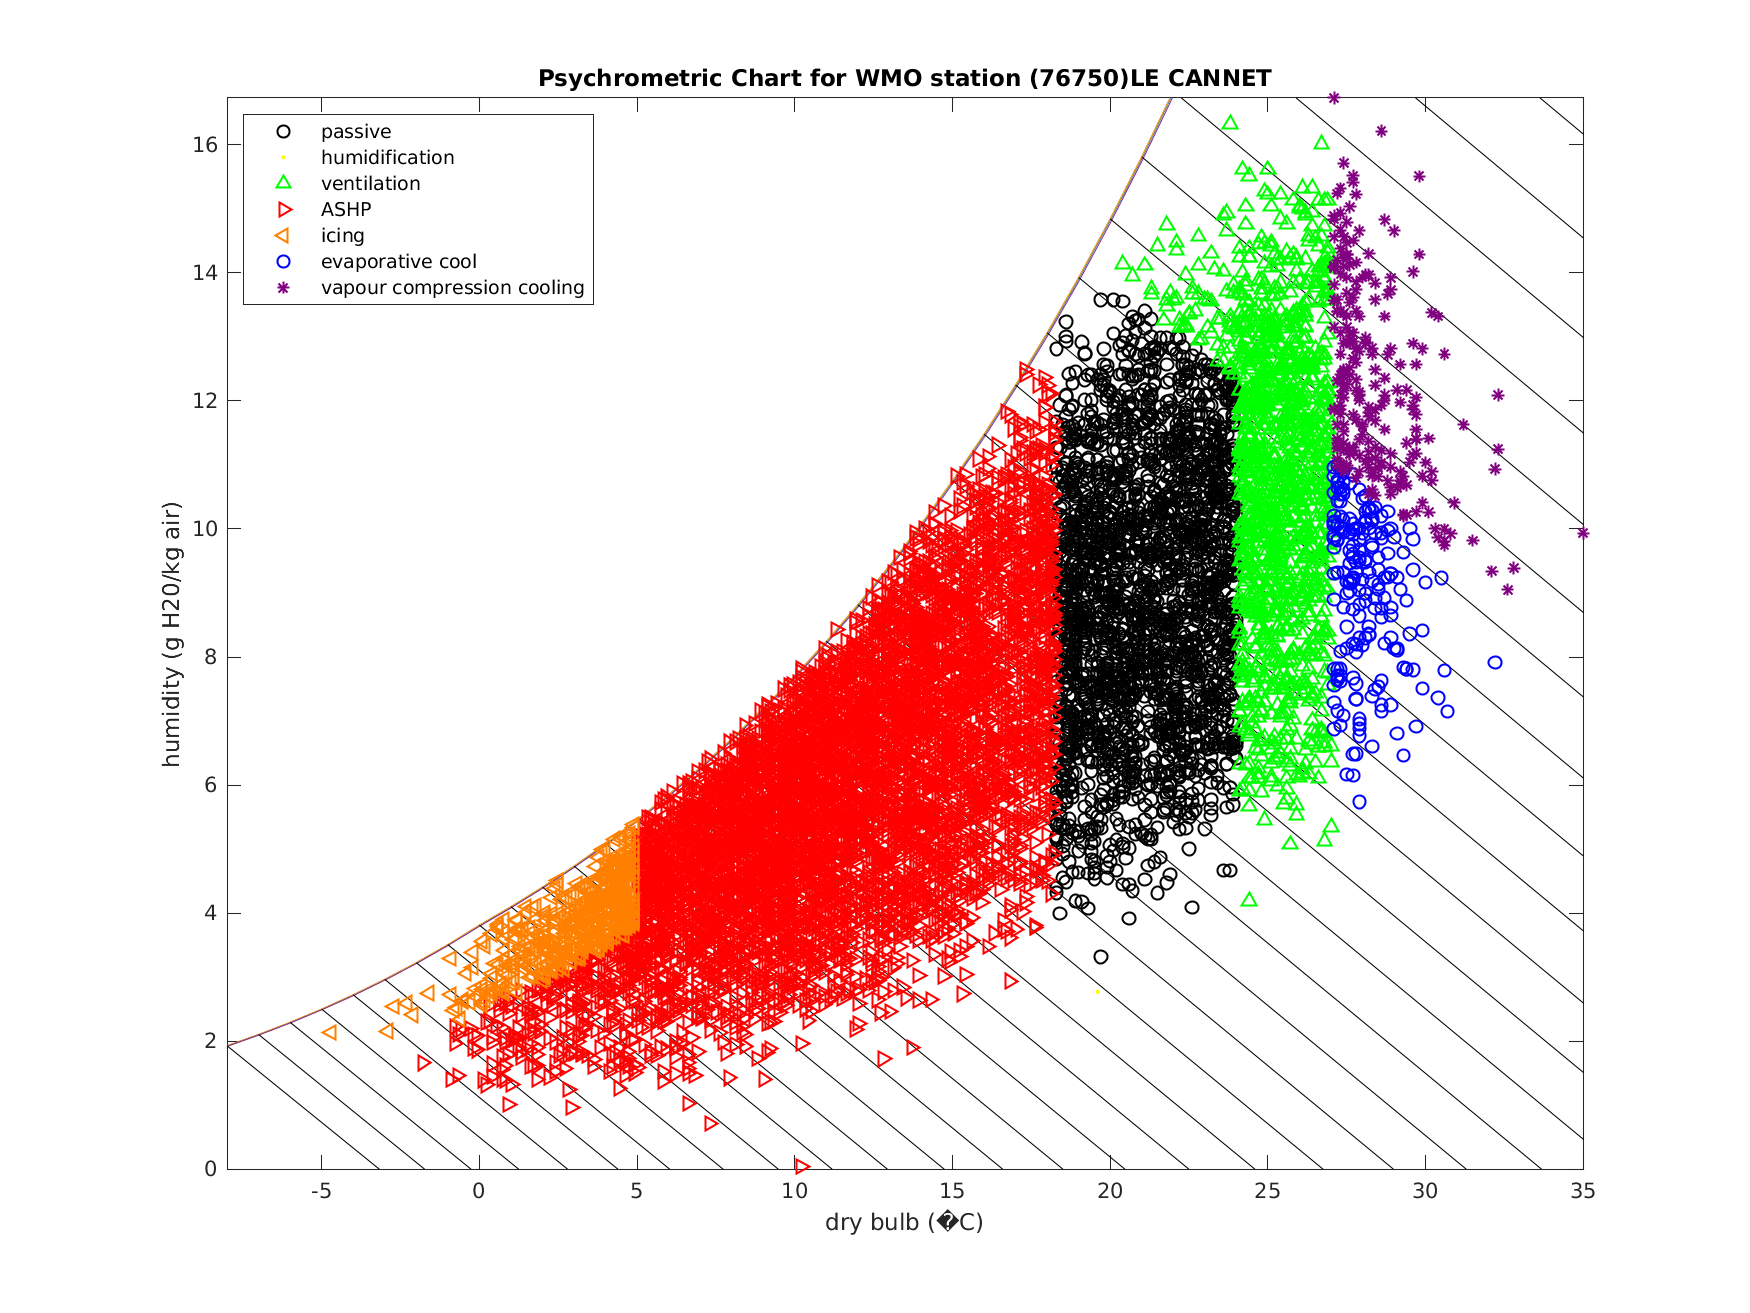 Psychrometric Chart for WMO station (76750)LE CANNET
passive
humidification
ventilation
ASHP
icing
evaporative cool
vapour compression cooling
humidity (g H20/kg air)
16
14
12
10
8
6
4
2
0
-5
0
5
10
15
20
25
30
35
dry bulb (�C)